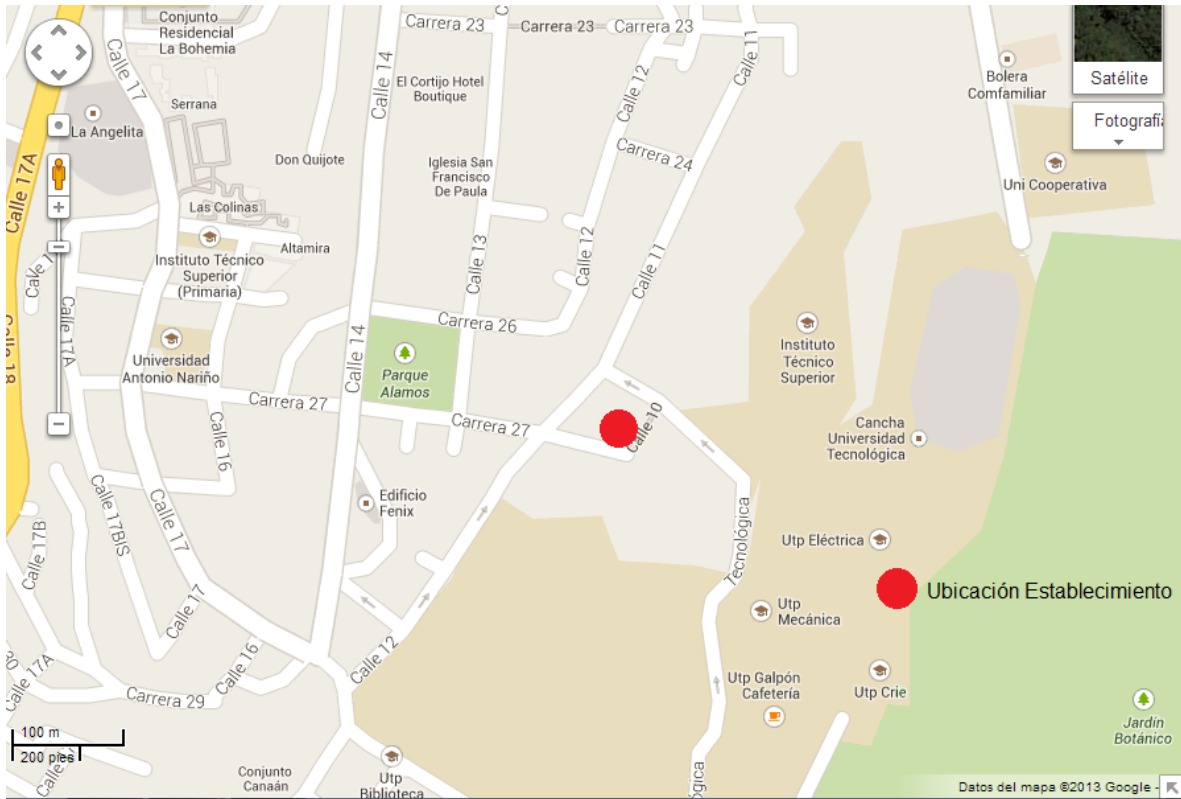 Conjunto
Residencial
La Bohemia
Carrera 23
Carrera 23
Carrera 23
Calle 17
Calle 14
Calle 12
Calle 11
Satélite
Bolera
Comfamiliar
Fotografía
El Cortijo Hotel
Boutique
Serrana
La Angelita
Don Quijote
Iglesia San
Francisco
De Paula
Carrera 24
Uni Cooperativa
Calle 17A
Las Colinas
Altamira
Instituto Técnico
Superior
(Primaria)
Calle 13
Calle 12
Calle 11
Calle 17A
Calle 18
Carrera 26
Calle 14
Universidad
Antonio Nariño
Parque
Alamos
Instituto
Técnico
Superior
Carrera 27
Carrera 27
Calle 10
Calle 16
Cancha
Universidad
Tecnológica
Edificio
Fenix
Calle 17BIS
Calle 17
Calle 17B
Tecnológica
Utp Eléctrica
Ubicación Establecimiento
Utp
Mecánica
Calle 17
Calle 12
Calle 16
Calle 17A
Carrera 29
Utp Galpón
Cafetería
Utp Crie
Jardín
Botánico
100 m
200 pies
Conjunto
Canaán
Utp
Biblioteca
Datos del mapa ©2013 Google -